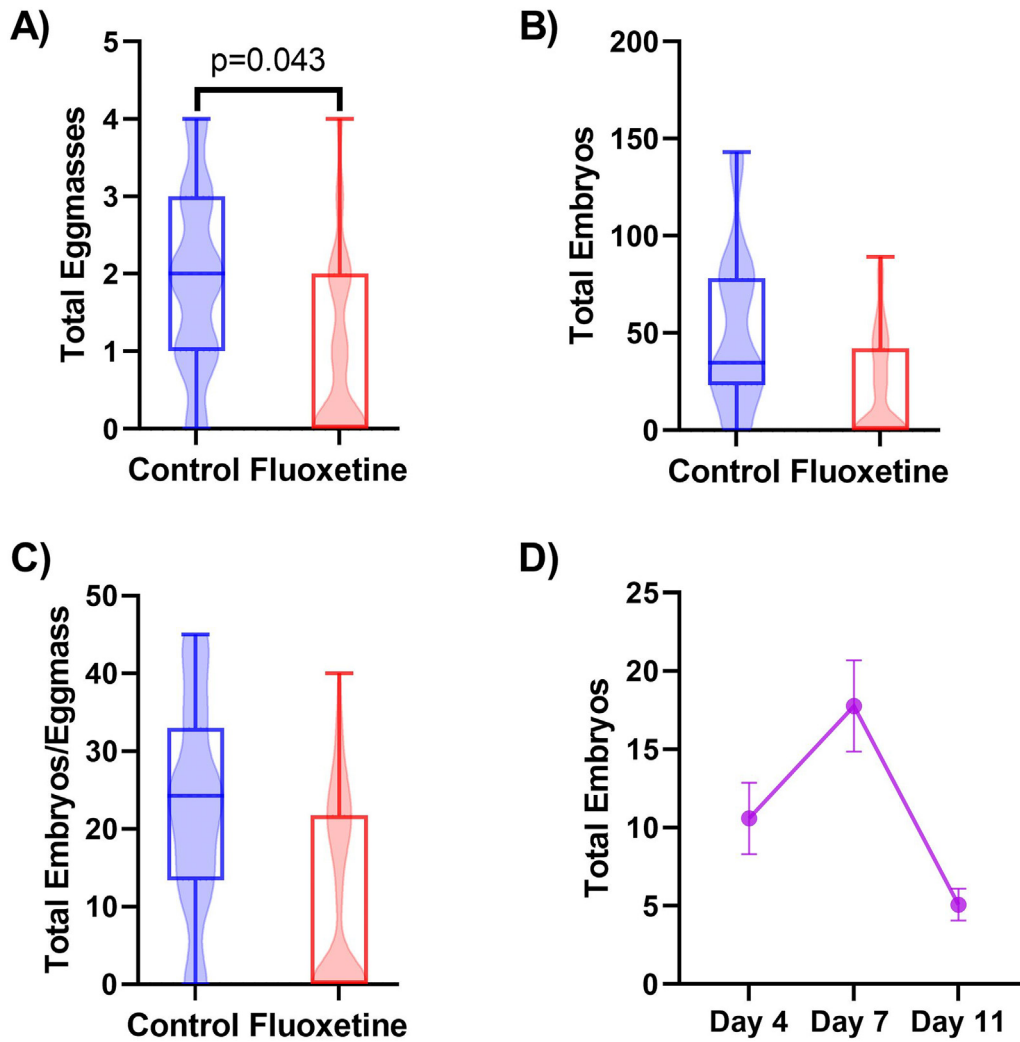 A)
Total Eggmasses
5
4
3
2
1
0
p=0.043
Control Fluoxetine
B)
Total Embryos
200
150
100
50
0
Control Fluoxetine
C)
Total Embryos/Eggmass
50
40
30
20
10
0
Control Fluoxetine
D)
Total Embryos
25
20
15
10
5
0
Day 4 Day 7 Day 11